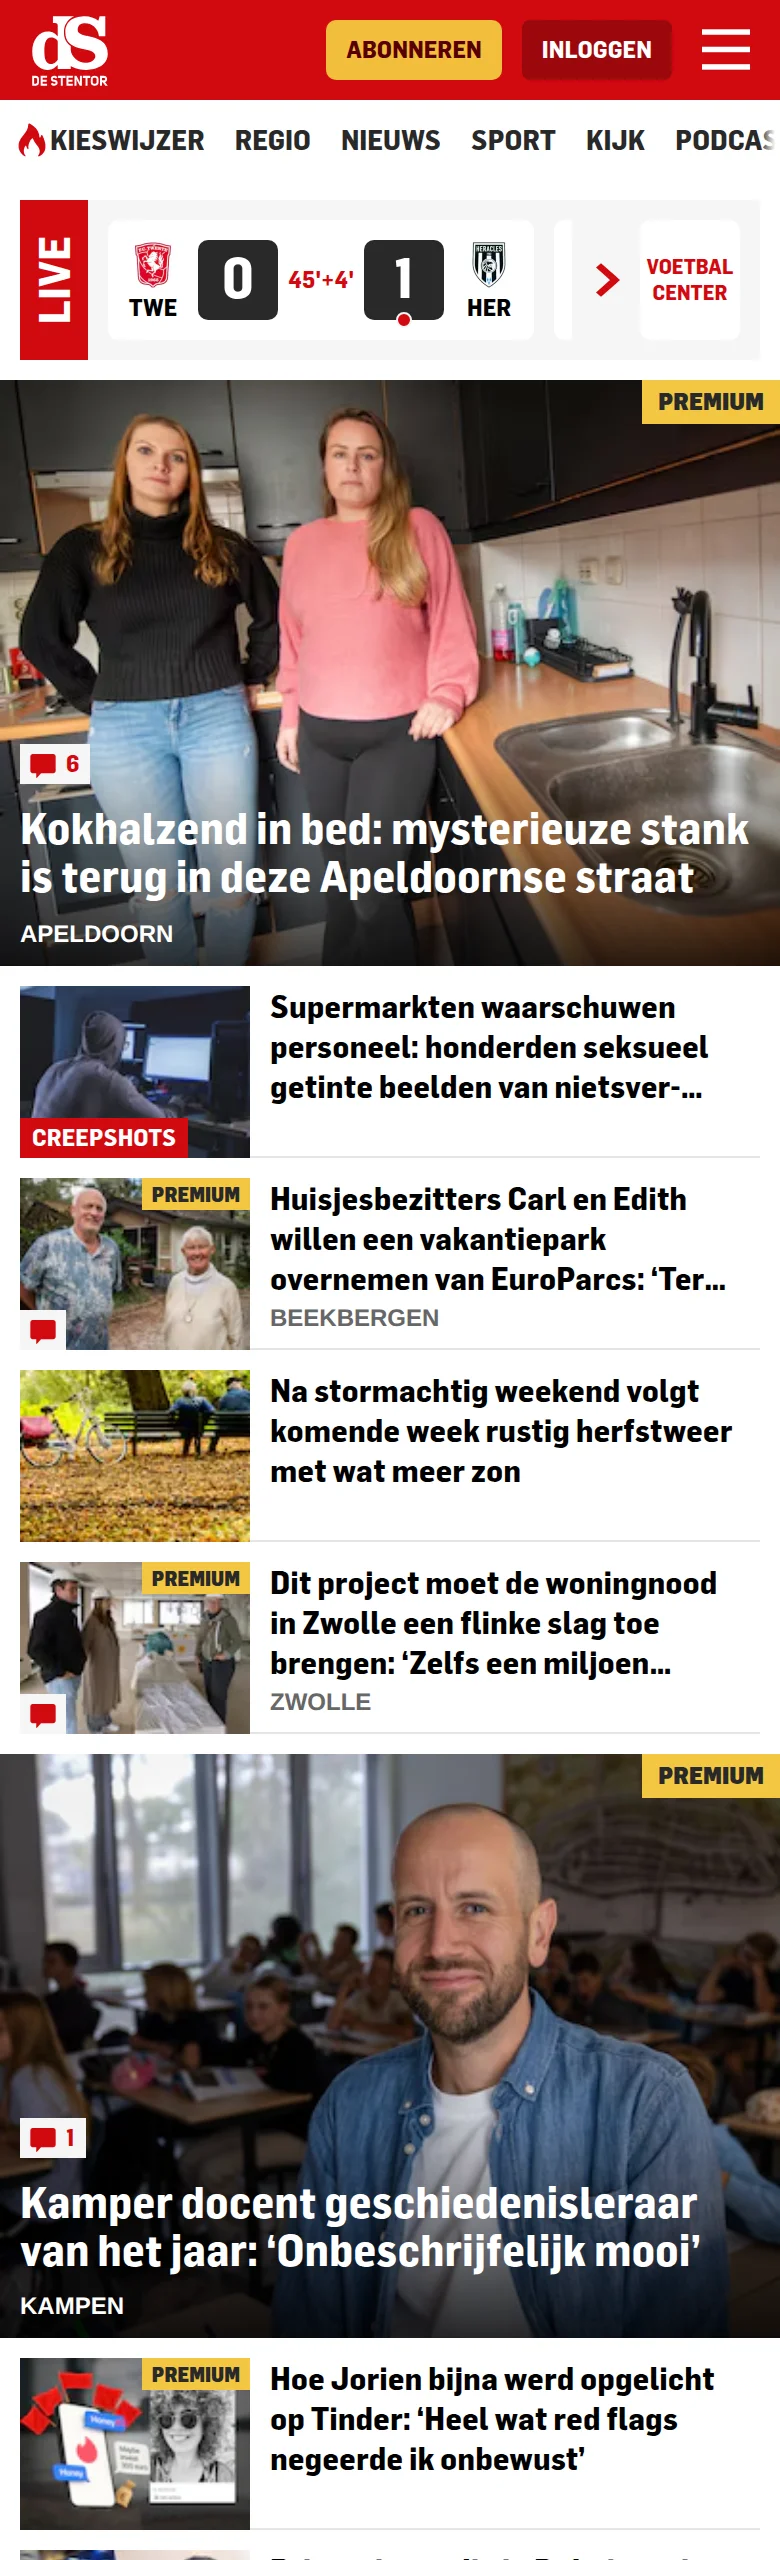 dS
DE STENTOR
ABONNEREN
INLOGGEN
KIESWIJZER REGIO NIEUWS SPORT KIJK PODCAS
LIVE
TWE
0
45'+4'
1
HERACLES
HER
VOETBAL
CENTER
PREMIUM
6
Kokhalzend in bed: mysterieuze stank
is terug in deze Apeldoornse straat
APELDOORN
CREEPSHOTS
Supermarkten waarschuwen
personeel: honderden seksueel
getinte beelden van nietsver-...
PREMIUM
Huisjesbezitters Carl en Edith
willen een vakantiepark
overnemen van EuroParcs: ‘Ter...
BEEKBERGEN
Na stormachtig weekend volgt
komende week rustig herfstweer
met wat meer zon
PREMIUM
Dit project moet de woningnood
in Zwolle een flinke slag toe
brengen: ‘Zelfs een miljoen...
ZWOLLE
PREMIUM
1
Kamper docent geschiedenisleraar
van het jaar: ‘Onbeschrijfelijk mooi’
KAMPEN
PREMIUM
Honey
Honey
Hoe Jorien bijna werd opgelicht
op Tinder: ‘Heel wat red flags
negeerde ik onbewust’